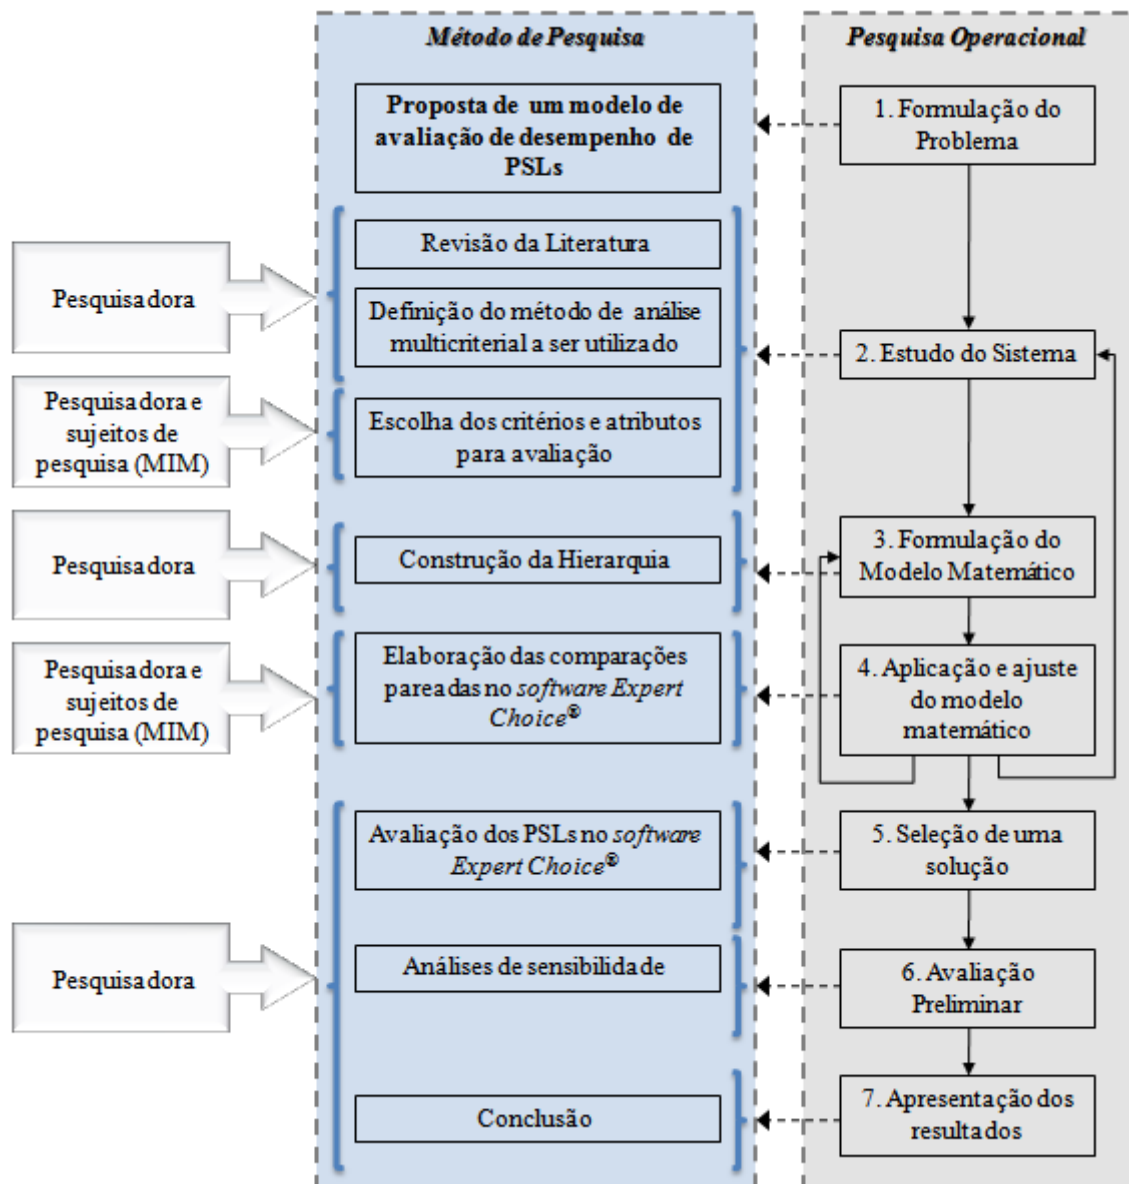 Método de Pesquisa
Pesquisa Operacional
Proposta de um modelo de
avaliação de desempenho de
PSLs
1. Formulação do
Problema
Revisão da Literatura
Pesquisadora
Definição do método de análise
multicriterial a ser utilizado
2. Estudo do Sistema
Pesquisadora e
sujeitos de
pesquisa (MIM)
Escolha dos critérios e atributos
para avaliação
Pesquisadora
Construção da Hierarquia
3. Formulação do
Modelo Matemático
Pesquisadora e
sujeitos de
pesquisa (MIM)
Elaboração das comparações
pareadas no software Expert
Choice®
4. Aplicação e ajuste
do modelo
matemático
Avaliação dos PSLs no software
Expert Choice®
5. Seleção de uma
solução
Pesquisadora
Análises de sensibilidade
6. Avaliação
Preliminar
Conclusão
7. Apresentação dos
resultados